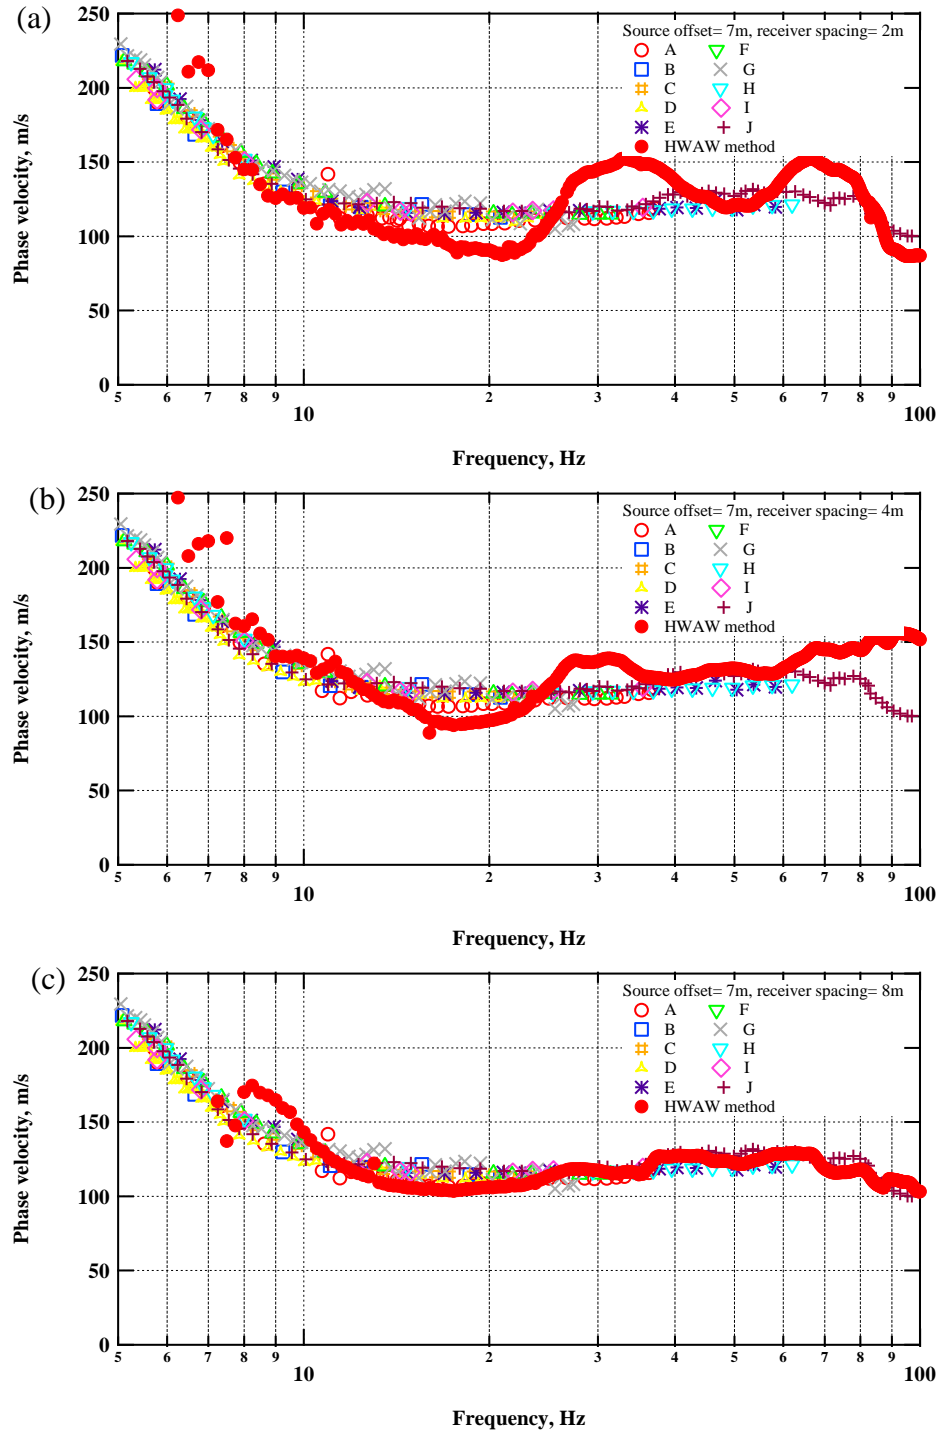 (a)
250
200
150
100
50
0
Phase velocity, m/s
Source offset= 7m, receiver spacing= 2m
A F
B G
C H
D I
E J
HWAW method
5 6 7 8 9 2 3 4 5 6 7 8 9
10 100
Frequency, Hz
(b)
250
200
150
100
50
0
Phase velocity, m/s
Source offset= 7m, receiver spacing= 4m
A F
B G
C H
D I
E J
HWAW method
5 6 7 8 9 2 3 4 5 6 7 8 9
10 100
Frequency, Hz
(c)
250
200
150
100
50
0
Phase velocity, m/s
Source offset= 7m, receiver spacing= 8m
A F
B G
C H
D I
E J
HWAW method
5 6 7 8 9 2 3 4 5 6 7 8 9
10 100
Frequency, Hz